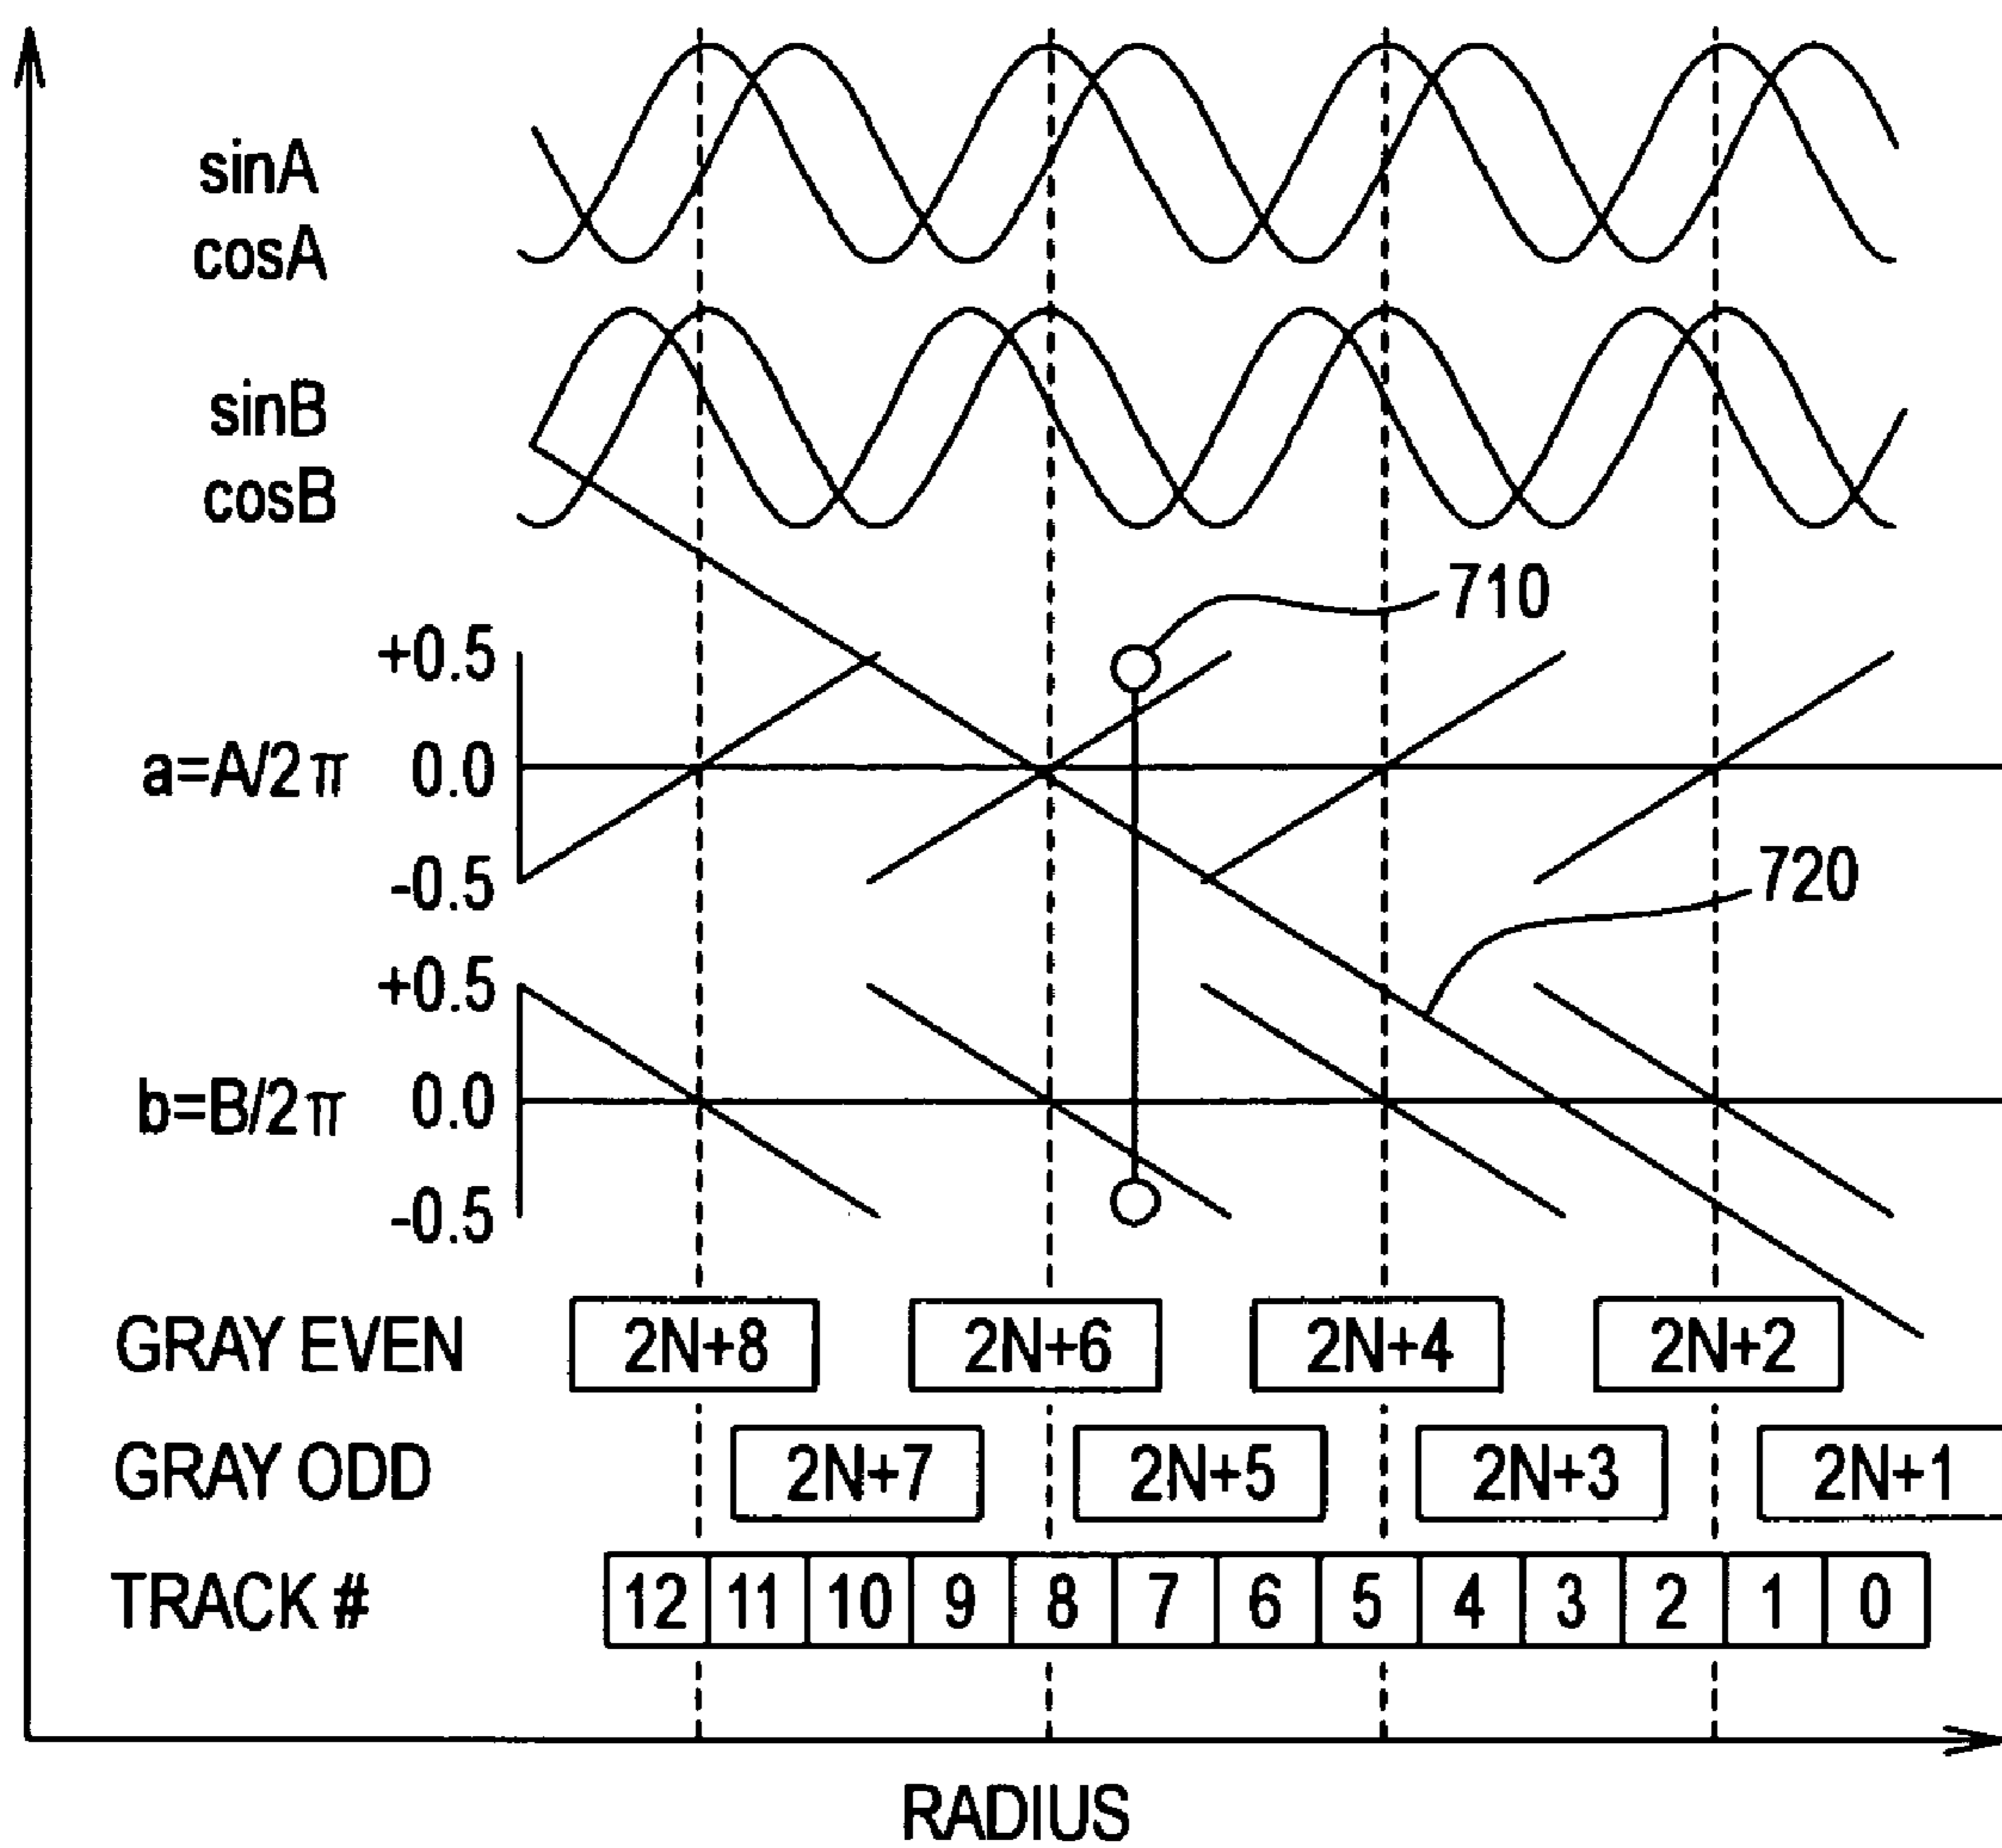 sinA
cosA
sinB
cosB
710
+0.5
a=A/2π 0.0
-0.5
720
+0.5
b=B/2π 0.0
-0.5
GRAY EVEN 2N+8 2N+6 2N+4 2N+2
GRAY ODD 2N+7 2N+5 2N+3 2N+1
TRACK # 12 11 10 9 8 7 6 5 4 3 2 1 0
RADIUS